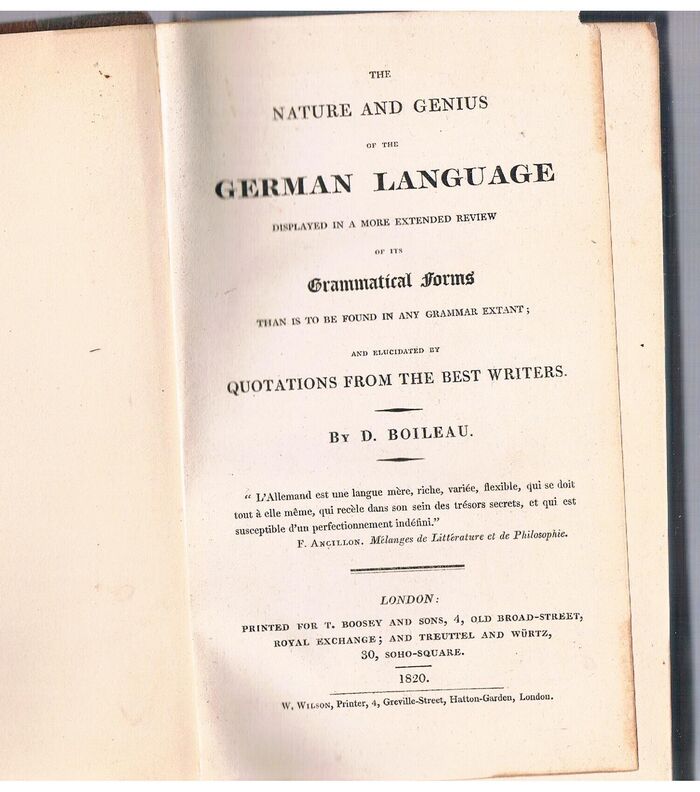 THE
NATURE AND GENIUS
OF THE
GERMAN LANGUAGE
DISPLAYED IN A MORE EXTENDED REVIEW
OF ITS
Grammatical Forms
THAN IS TO BE FOUND IN ANY GRAMMAR EXTANT;
AND ELUCIDATED BY
QUOTATIONS FROM THE BEST WRITERS.
BY D. BOILEAU.
“ L'Allemand est une langue mère, riche, variée, flexible, qui se doit
tout à elle même, qui recèle dans son sein des trésors secrets, et qui est
susceptible d'un perfectionnement indéfini.”
F. ANCILLON. Mélanges de Littérature et de Philosophie.
LONDON:
PRINTED FOR T. BOOSEY AND SONS, 4, OLD BROAD-STREET,
ROYAL EXCHANGE; AND TREUTTEL AND WÜRTZ,
30, SOHO-SQUARE.
1820.
W. WILSON, Printer, 4, Greville-Street, Hatton-Garden, London.